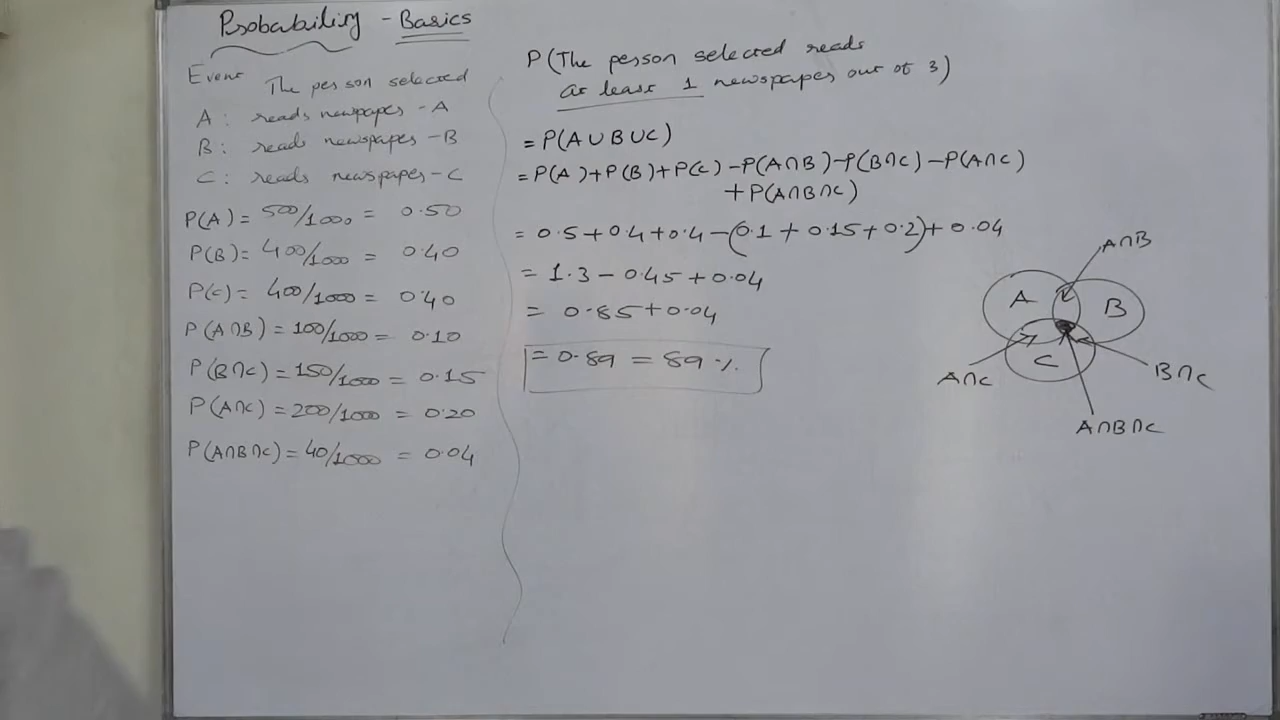 Probability - Basics
Event The person selected
A: reads newspaper - A
B: reads newspaper - B
C: reads newspaper - C
P(A) = 500/1000 = 0.50
P(B) = 400/1000 = 0.40
P(C) = 400/1000 = 0.40
P(A∩B) = 100/1000 = 0.10
P(B∩C) = 150/1000 = 0.15
P(A∩C) = 200/1000 = 0.20
P(A∩B∩C) = 40/1000 = 0.04
P(The person selected reads
at least 1 newspaper out of 3)
= P(A∪B∪C)
= P(A)+P(B)+P(C)-P(A∩B)-P(B∩C)-P(A∩C)
+P(A∩B∩C)
= 0.5+0.4+0.4-(0.1+0.15+0.2)+0.04
= 1.3-0.45+0.04
= 0.85+0.04
= 0.89 = 89%
A∩B
A
B
C
A∩C
B∩C
A∩B∩C